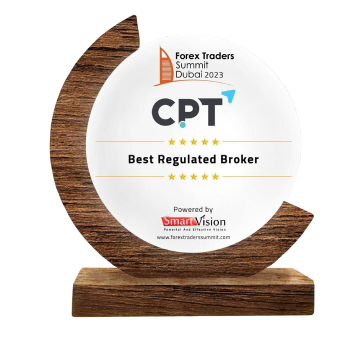 Forex Traders
Summit
Dubai 2023
CPT
Best Regulated Broker
Powered by
SmartVision
Powerful And Effective Vision
www.forextraderssummit.com